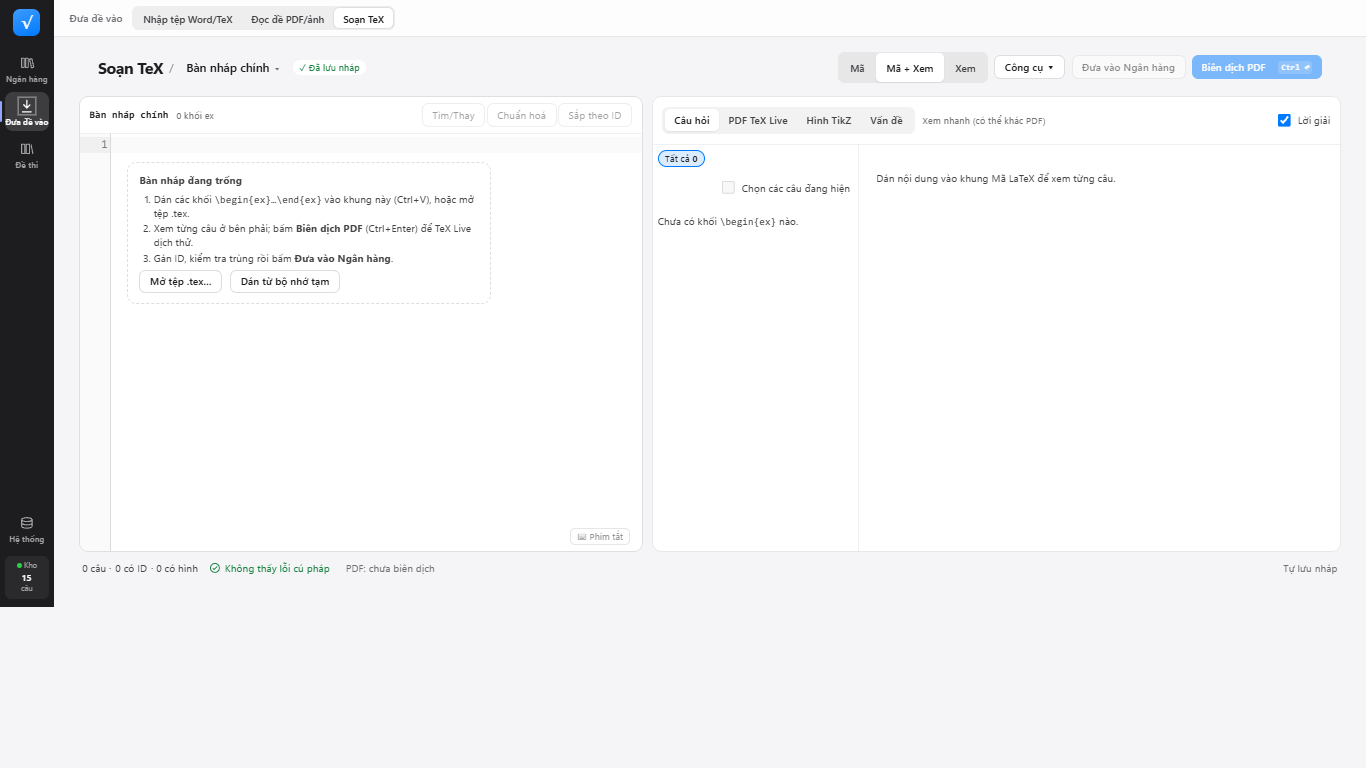 √
Đưa đề vào
Nhập tệp Word/TeX
Đọc đề PDF/ảnh
Soạn TeX
Ngân hàng
Đưa đề vào
Đề thi
Hệ thống
Kho
15
câu
Soạn TeX / Bản nháp chính
✓ Đã lưu nháp
Mã
Mã + Xem
Xem
Công cụ ▾
Đưa vào Ngân hàng
Biên dịch PDF Ctrl ⏎
Bản nháp chính 0 khối ex
Tìm/Thay
Chuẩn hoá
Sắp theo ID
1
Bản nháp đang trống
1. Dán các khối \begin{ex}…\end{ex} vào khung này (Ctrl+V), hoặc mở
tệp .tex.
2. Xem từng câu ở bên phải; bấm Biên dịch PDF (Ctrl+Enter) để TeX Live
dịch thử.
3. Gán ID, kiểm tra trùng rồi bấm Đưa vào Ngân hàng.
Mở tệp .tex...
Dán từ bộ nhớ tạm
Phím tắt
Câu hỏi
PDF TeX Live
Hình TikZ
Vấn đề
Xem nhanh (có thể khác PDF)
Lời giải
Tất cả 0
Chọn các câu đang hiện
Chưa có khối \begin{ex} nào.
Dán nội dung vào khung Mã LaTeX để xem từng câu.
0 câu · 0 có ID · 0 có hình
Không thấy lỗi cú pháp
PDF: chưa biên dịch
Tự lưu nháp